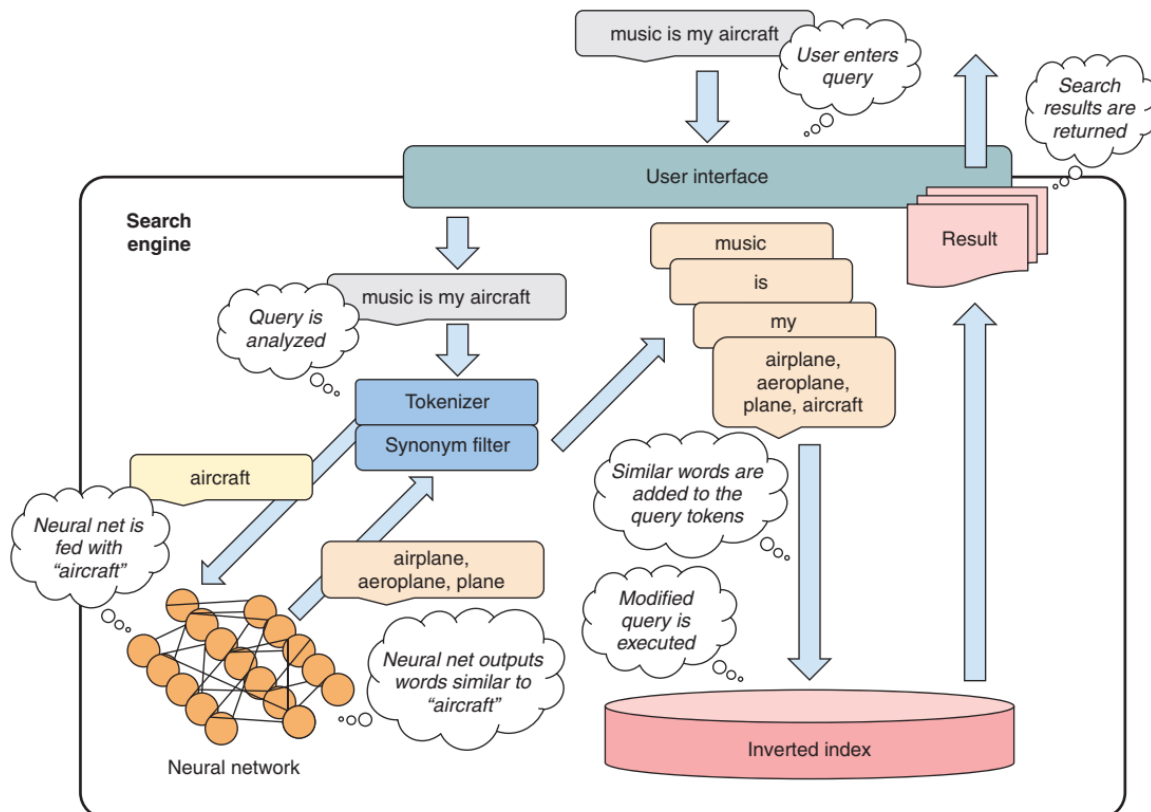 music is my aircraft
User enters
query
Search
results are
returned
User interface
Search
engine
Result
music
is
my
airplane,
aeroplane,
plane, aircraft
music is my aircraft
Query is
analyzed
Tokenizer
Synonym filter
aircraft
Neural net is
fed with
“aircraft”
airplane,
aeroplane, plane
Neural net outputs
words similar to
“aircraft”
Neural network
Similar words are
added to the
query tokens
Modified
query is
executed
Inverted index